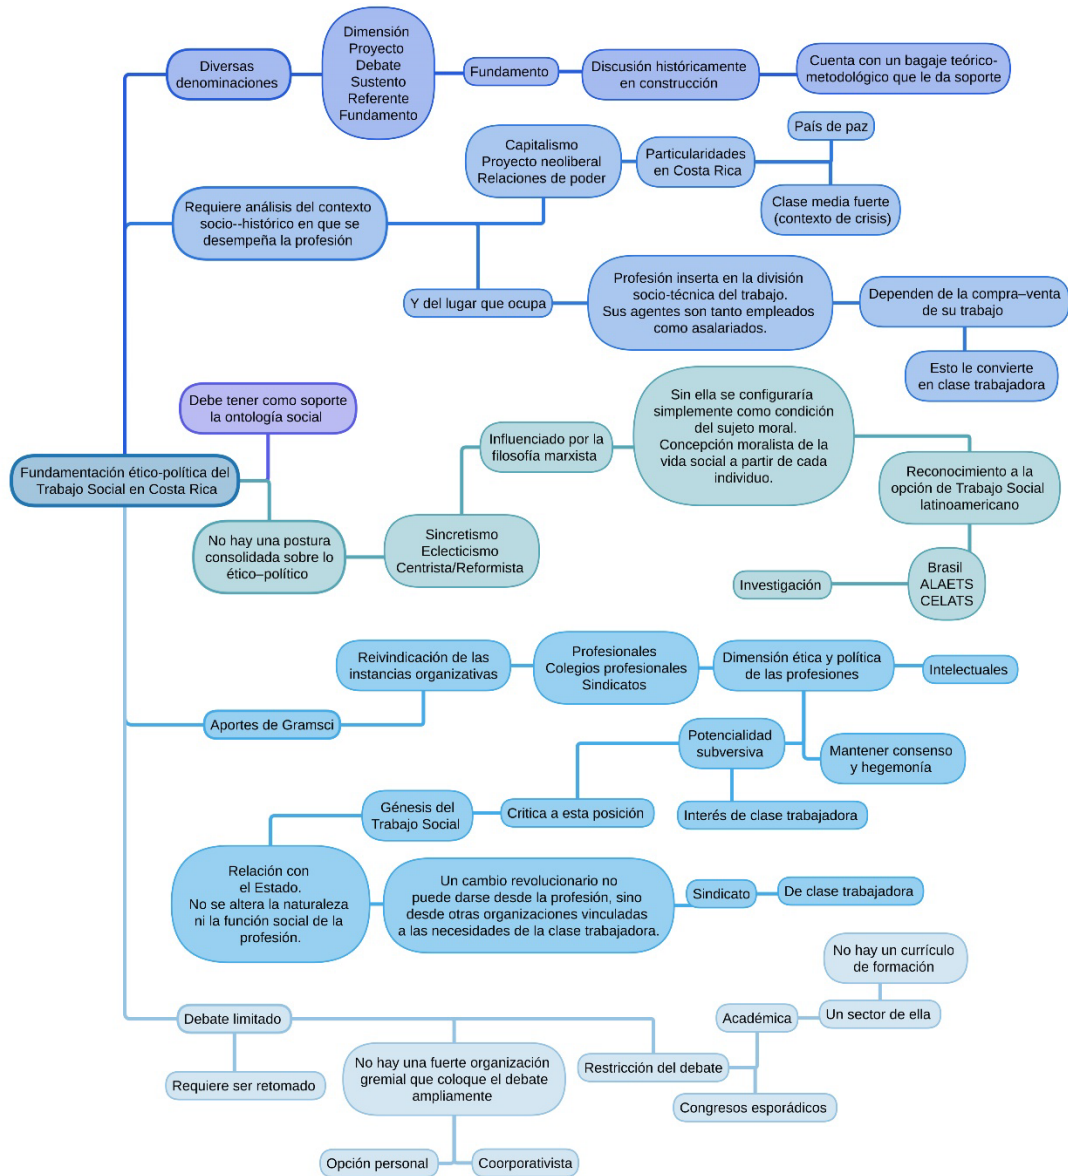 Diversas
denominaciones
Dimensión
Proyecto
Debate
Sustento
Referente
Fundamento
Fundamento
Discusión históricamente
en construcción
Cuenta con un bagaje teórico-
metodológico que le da soporte
Requiere análisis del contexto
socio--histórico en que se
desempeña la profesión
Capitalismo
Proyecto neoliberal
Relaciones de poder
Particularidades
en Costa Rica
País de paz
Clase media fuerte
(contexto de crisis)
Y del lugar que ocupa
Profesión inserta en la división
socio-técnica del trabajo.
Sus agentes son tanto empleados
como asalariados.
Dependen de la compra–venta
de su trabajo
Esto le convierte
en clase trabajadora
Debe tener como soporte
la ontología social
Fundamentación ético-política del
Trabajo Social en Costa Rica
No hay una postura
consolidada sobre lo
ético–político
Sincretismo
Eclecticismo
Centrista/Reformista
Influenciado por la
filosofía marxista
Sin ella se configuraría
simplemente como condición
del sujeto moral.
Concepción moralista de la
vida social a partir de cada
individuo.
Reconocimiento a la
opción de Trabajo Social
latinoamericano
Brasil
ALAETS
CELATS
Investigación
Aportes de Gramsci
Reivindicación de las
instancias organizativas
Profesionales
Colegios profesionales
Sindicatos
Dimensión ética y política
de las profesiones
Intelectuales
Potencialidad
subversiva
Mantener consenso
y hegemonía
Interés de clase trabajadora
Critica a esta posición
Génesis del
Trabajo Social
Relación con
el Estado.
No se altera la naturaleza
ni la función social de la
profesión.
Un cambio revolucionario no
puede darse desde la profesión, sino
desde otras organizaciones vinculadas
a las necesidades de la clase trabajadora.
Sindicato
De clase trabajadora
Debate limitado
Requiere ser retomado
No hay una fuerte organización
gremial que coloque el debate
ampliamente
Opción personal
Coorporativista
Restricción del debate
Académica
Un sector de ella
No hay un currículo
de formación
Congresos esporádicos